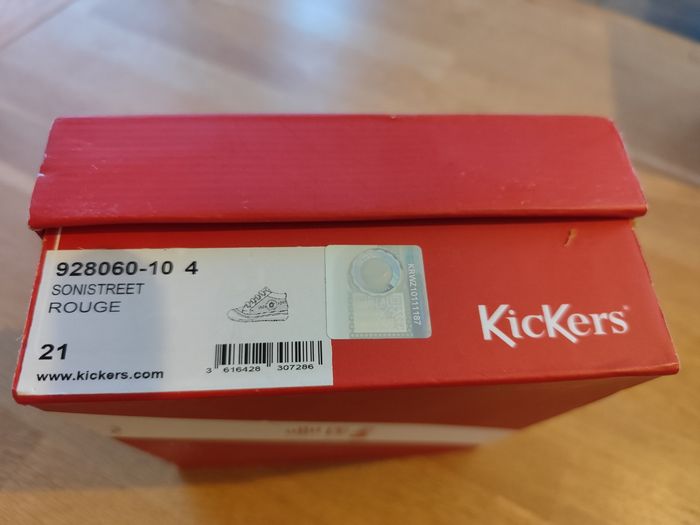 928060-10 4
SONISTREET
ROUGE
21
www.kickers.com
3 616428 307286
KRWZ10111187
KicKers®